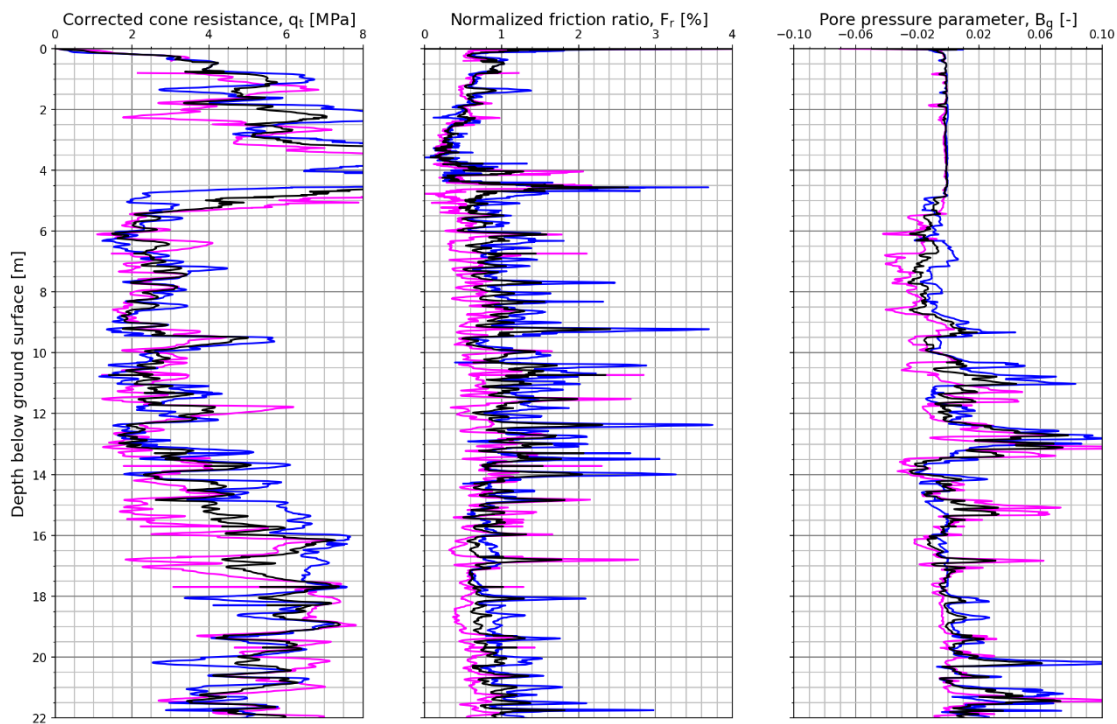 Corrected cone resistance, qt [MPa]
Normalized friction ratio, Fr [%]
Pore pressure parameter, Bq [-]
0 2 4 6 8
0 1 2 3 4
−0.10 −0.06 −0.02 0.02 0.06 0.10
Depth below ground surface [m]
0
2
4
6
8
10
12
14
16
18
20
22